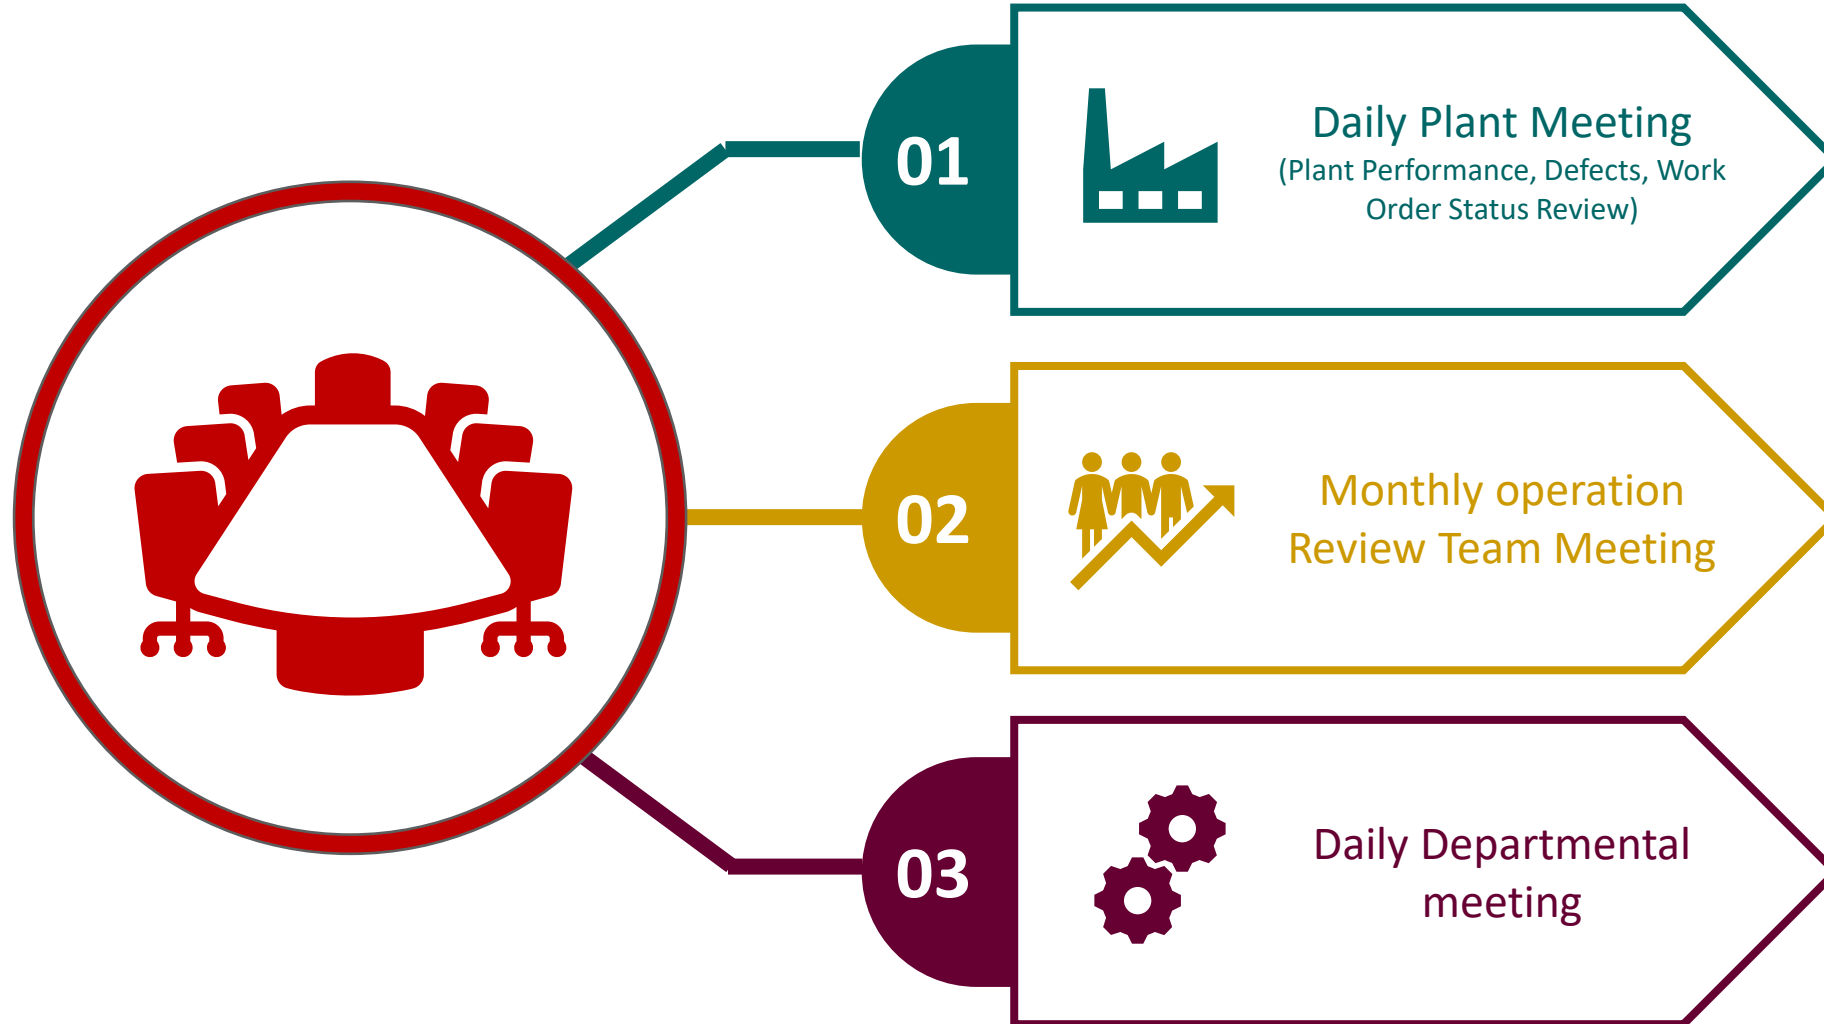 01
Daily Plant Meeting
(Plant Performance, Defects, Work
Order Status Review)
02
Monthly operation
Review Team Meeting
03
Daily Departmental
meeting